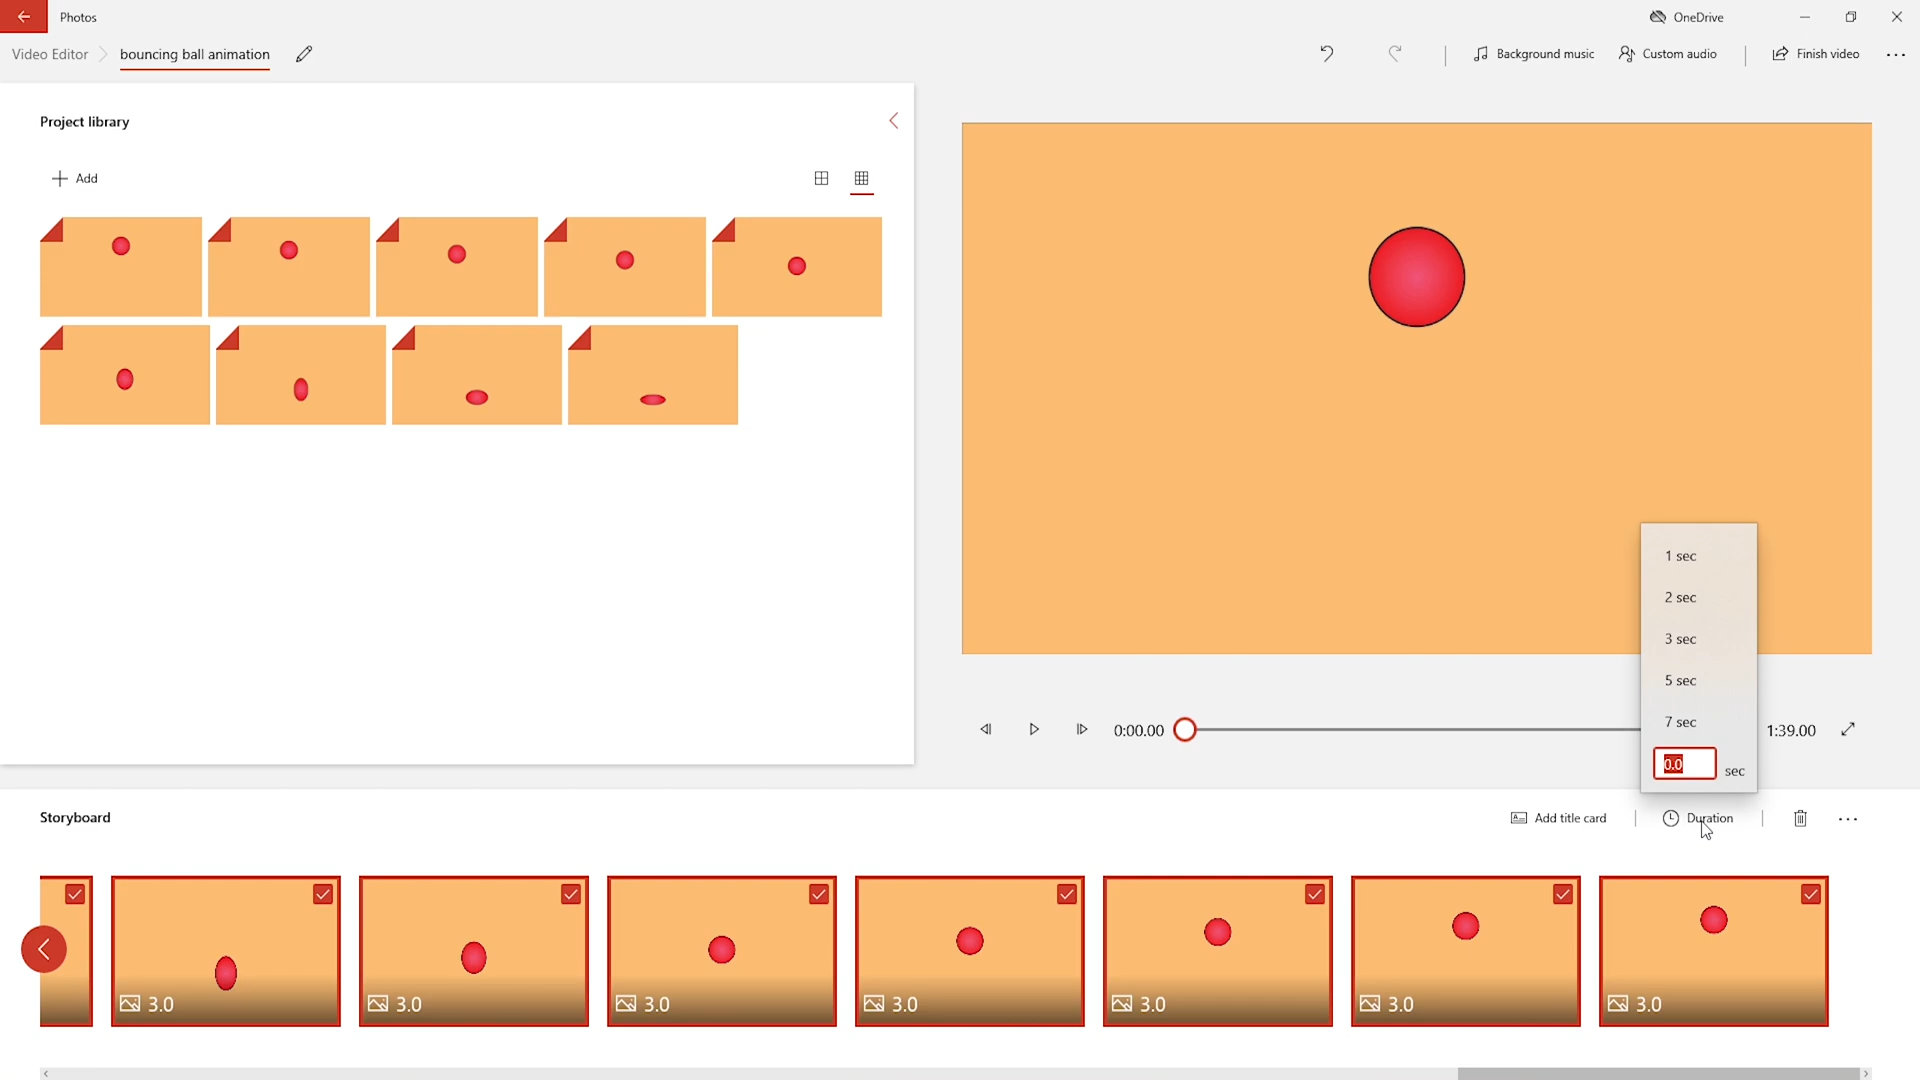 Photos
OneDrive
Video Editor
bouncing ball animation
Background music
Custom audio
Finish video
Project library
Add
1 sec
2 sec
3 sec
5 sec
7 sec
0.0 sec
0:00.00
1:39.00
Storyboard
Add title card
Duration
3.0
3.0
3.0
3.0
3.0
3.0
3.0